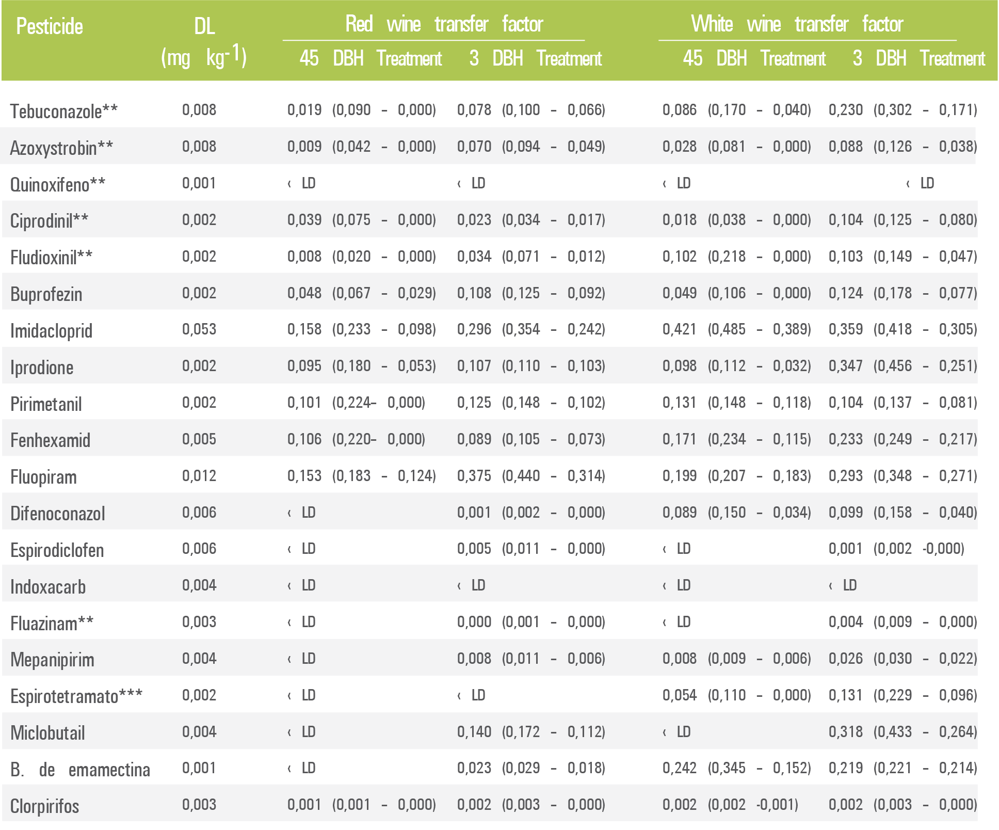 Pesticide DL Red wine transfer factor White wine transfer factor
(mg kg-1) 45 DBH Treatment 3 DBH Treatment 45 DBH Treatment 3 DBH Treatment
Tebuconazole** 0,008 0,019 (0,090 – 0,000) 0,078 (0,100 – 0,066) 0,086 (0,170 – 0,040) 0,230 (0,302 – 0,171)
Azoxystrobin** 0,008 0,009 (0,042 – 0,000) 0,070 (0,094 – 0,049) 0,028 (0,081 – 0,000) 0,088 (0,126 – 0,038)
Quinoxifeno** 0,001 ‹ LD ‹ LD ‹ LD ‹ LD
Ciprodinil** 0,002 0,039 (0,075 – 0,000) 0,023 (0,034 – 0,017) 0,018 (0,038 – 0,000) 0,104 (0,125 – 0,080)
Fludioxinil** 0,002 0,008 (0,020 – 0,000) 0,034 (0,071 – 0,012) 0,102 (0,218 – 0,000) 0,103 (0,149 – 0,047)
Buprofezin 0,002 0,048 (0,067 – 0,029) 0,108 (0,125 – 0,092) 0,049 (0,106 – 0,000) 0,124 (0,178 – 0,077)
Imidacloprid 0,053 0,158 (0,233 – 0,098) 0,296 (0,354 – 0,242) 0,421 (0,485 – 0,389) 0,359 (0,418 – 0,305)
Iprodione 0,002 0,095 (0,180 – 0,053) 0,107 (0,110 – 0,103) 0,098 (0,112 – 0,032) 0,347 (0,456 – 0,251)
Pirimetanil 0,002 0,101 (0,224– 0,000) 0,125 (0,148 – 0,102) 0,131 (0,148 – 0,118) 0,104 (0,137 – 0,081)
Fenhexamid 0,005 0,106 (0,220– 0,000) 0,089 (0,105 – 0,073) 0,171 (0,234 – 0,115) 0,233 (0,249 – 0,217)
Fluopiram 0,012 0,153 (0,183 – 0,124) 0,375 (0,440 – 0,314) 0,199 (0,207 – 0,183) 0,293 (0,348 – 0,271)
Difenoconazol 0,006 ‹ LD 0,001 (0,002 – 0,000) 0,089 (0,150 – 0,034) 0,099 (0,158 – 0,040)
Espirodiclofen 0,006 ‹ LD 0,005 (0,011 – 0,000) ‹ LD 0,001 (0,002 -0,000)
Indoxacarb 0,004 ‹ LD ‹ LD ‹ LD ‹ LD
Fluazinam** 0,003 ‹ LD 0,000 (0,001 – 0,000) ‹ LD 0,004 (0,009 – 0,000)
Mepanipirim 0,004 ‹ LD 0,008 (0,011 – 0,006) 0,008 (0,009 – 0,006) 0,026 (0,030 – 0,022)
Espirotetramato*** 0,002 ‹ LD ‹ LD 0,054 (0,110 – 0,000) 0,131 (0,229 – 0,096)
Miclobutail 0,004 ‹ LD 0,140 (0,172 – 0,112) ‹ LD 0,318 (0,433 – 0,264)
B. de emamectina 0,001 ‹ LD 0,023 (0,029 – 0,018) 0,242 (0,345 – 0,152) 0,219 (0,221 – 0,214)
Clorpirifos 0,003 0,001 (0,001 – 0,000) 0,002 (0,003 – 0,000) 0,002 (0,002 -0,001) 0,002 (0,003 – 0,000)